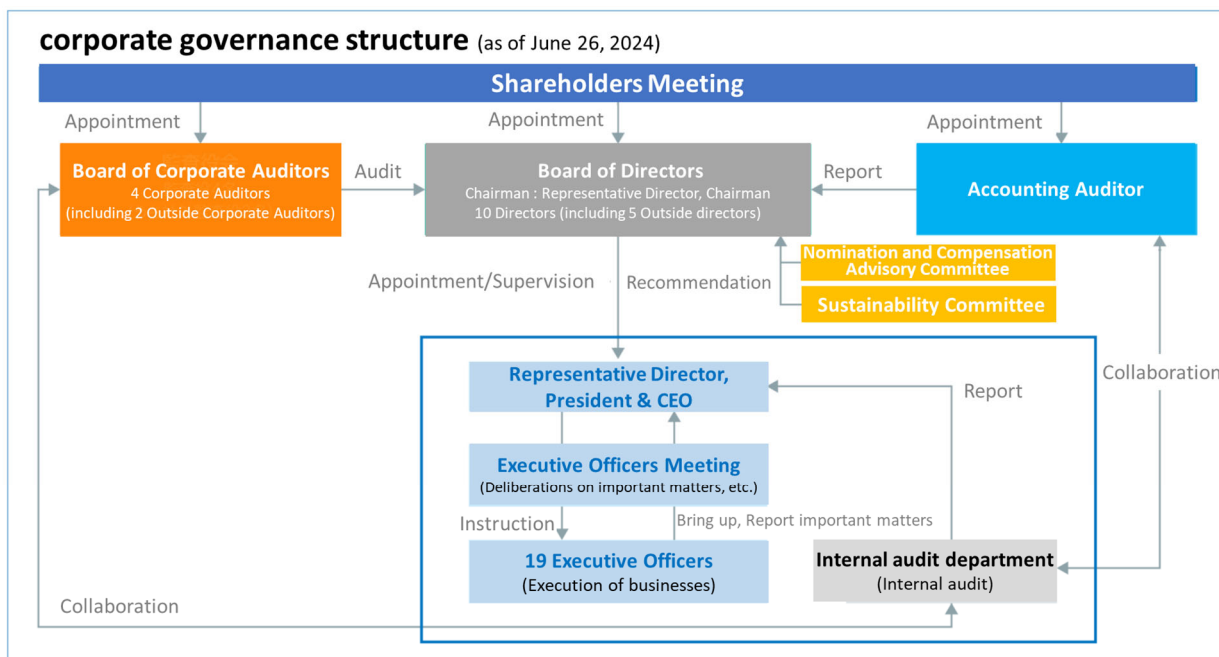 corporate governance structure (as of June 26, 2024)
Shareholders Meeting
Appointment
Appointment
Appointment
Board of Corporate Auditors
4 Corporate Auditors
(including 2 Outside Corporate Auditors)
Audit
Board of Directors
Chairman : Representative Director, Chairman
10 Directors (including 5 Outside directors)
Report
Accounting Auditor
Appointment/Supervision
Recommendation
Nomination and Compensation
Advisory Committee
Sustainability Committee
Representative Director,
President & CEO
Report
Collaboration
Executive Officers Meeting
(Deliberations on important matters, etc.)
Instruction
Bring up, Report important matters
19 Executive Officers
(Execution of businesses)
Internal audit department
(Internal audit)
Collaboration